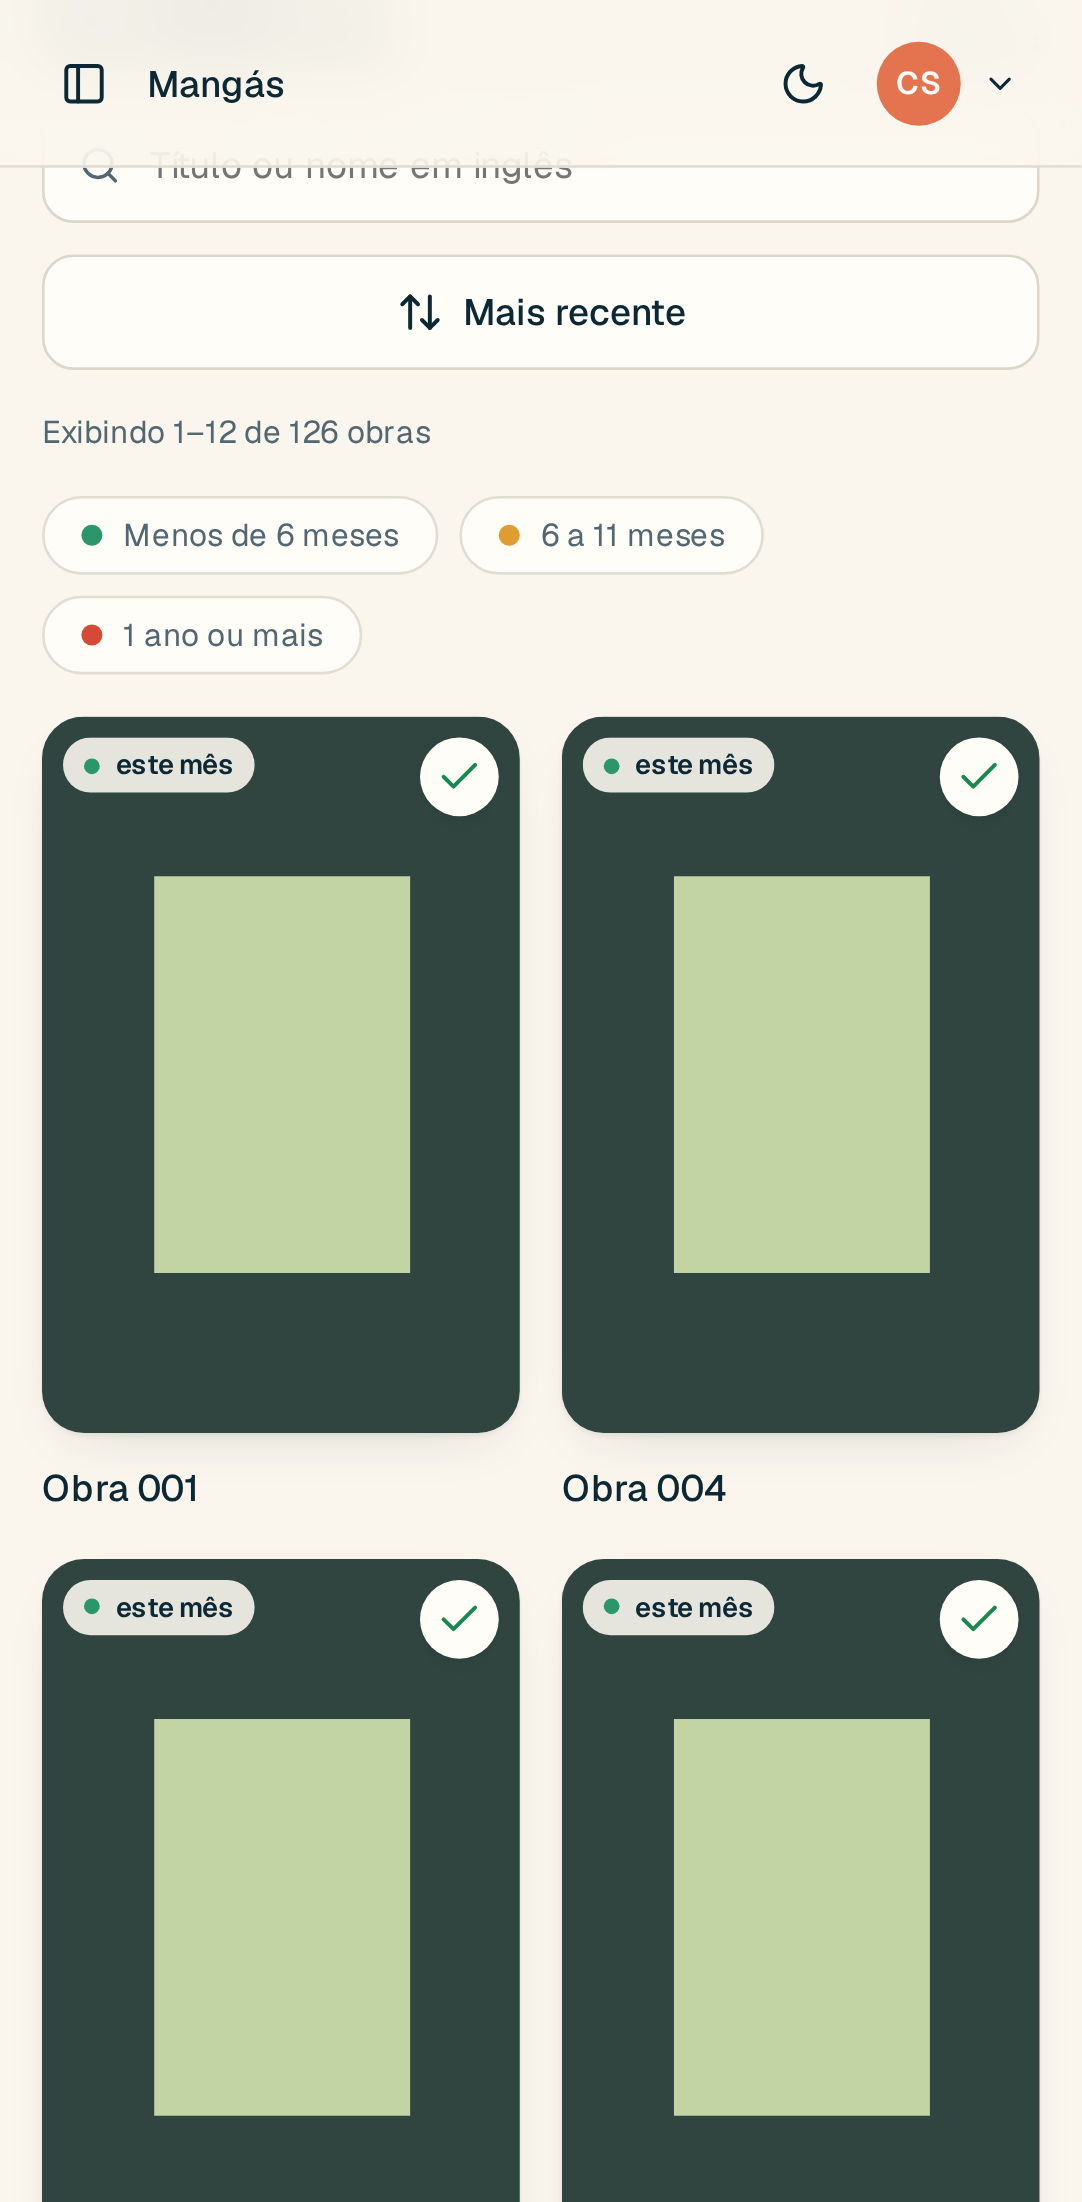 Mangás
CS
Título ou nome em inglês
Mais recente
Exibindo 1–12 de 126 obras
Menos de 6 meses
6 a 11 meses
1 ano ou mais
este mês
este mês
Obra 001
Obra 004
este mês
este mês